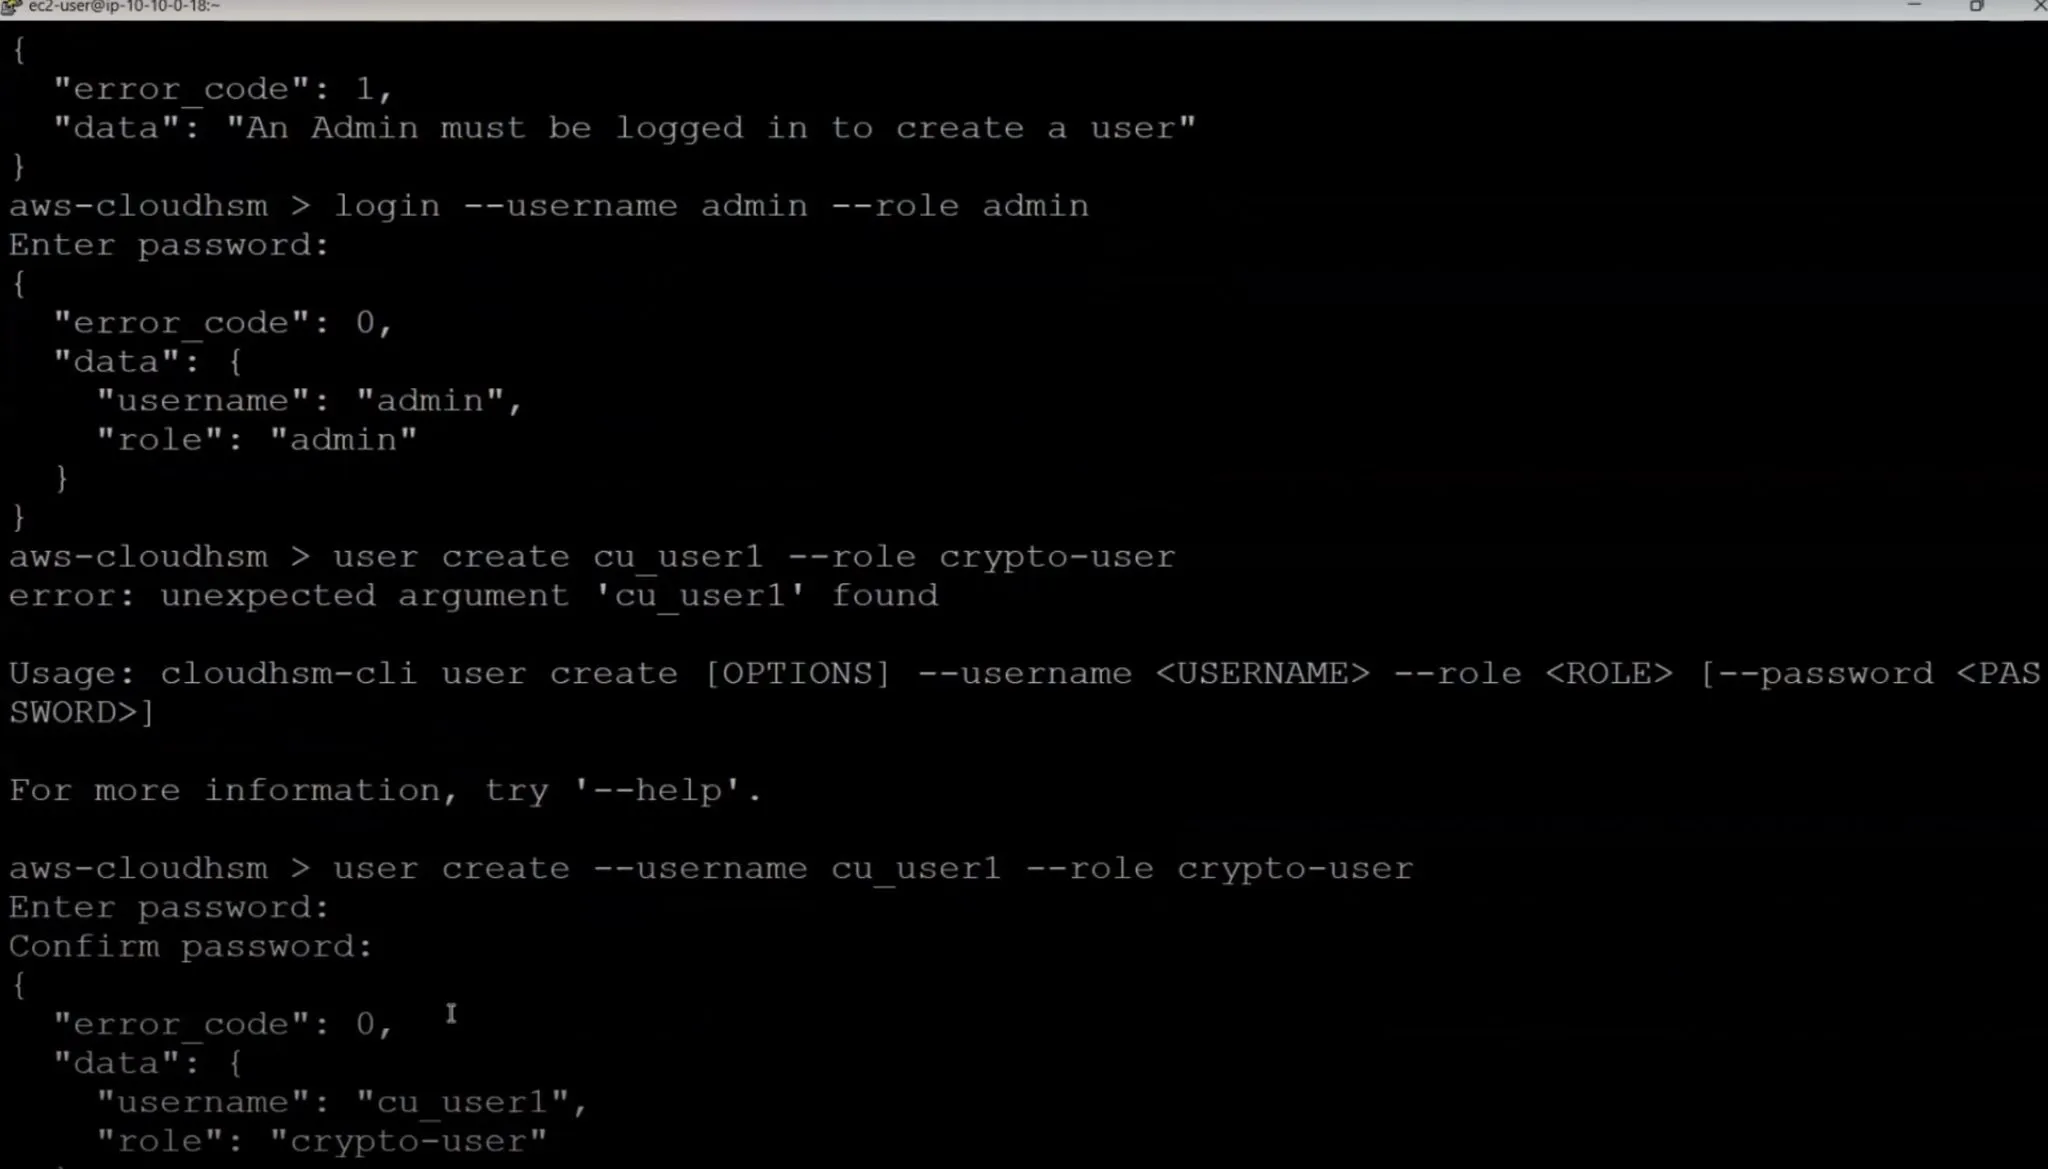 ec2-user@ip-10-10-0-18:~
{
  "error_code": 1,
  "data": "An Admin must be logged in to create a user"
}
aws-cloudhsm > login --username admin --role admin
Enter password:
{
  "error_code": 0,
  "data": {
    "username": "admin",
    "role": "admin"
  }
}
aws-cloudhsm > user create cu_user1 --role crypto-user
error: unexpected argument 'cu_user1' found
Usage: cloudhsm-cli user create [OPTIONS] --username <USERNAME> --role <ROLE> [--password <PAS
SWORD>]
For more information, try '--help'.
aws-cloudhsm > user create --username cu_user1 --role crypto-user
Enter password:
Confirm password:
{
  "error_code": 0,
  "data": {
    "username": "cu_user1",
    "role": "crypto-user"